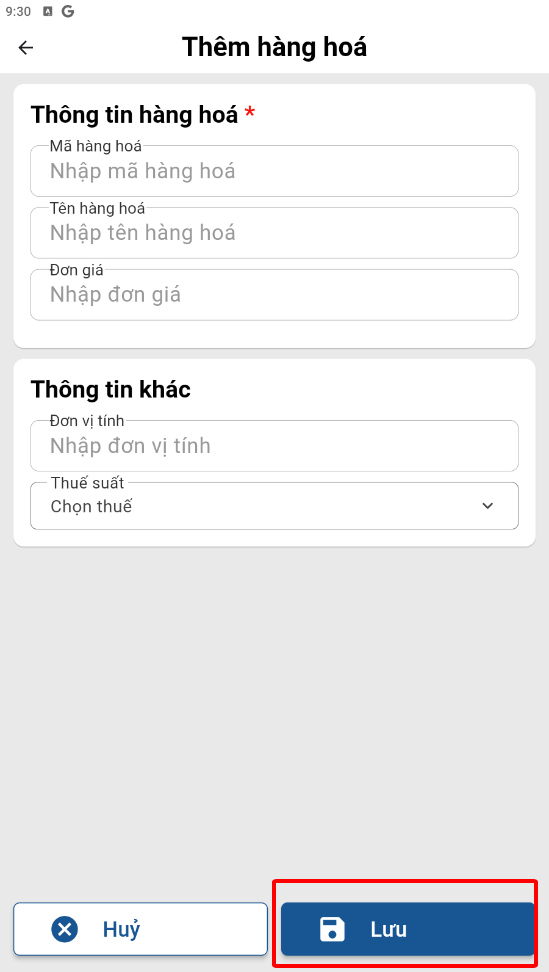 9:30
Thêm hàng hoá
Thông tin hàng hoá *
Mã hàng hoá
Nhập mã hàng hoá
Tên hàng hoá
Nhập tên hàng hoá
Đơn giá
Nhập đơn giá
Thông tin khác
Đơn vị tính
Nhập đơn vị tính
Thuế suất
Chọn thuế
Huỷ
Lưu